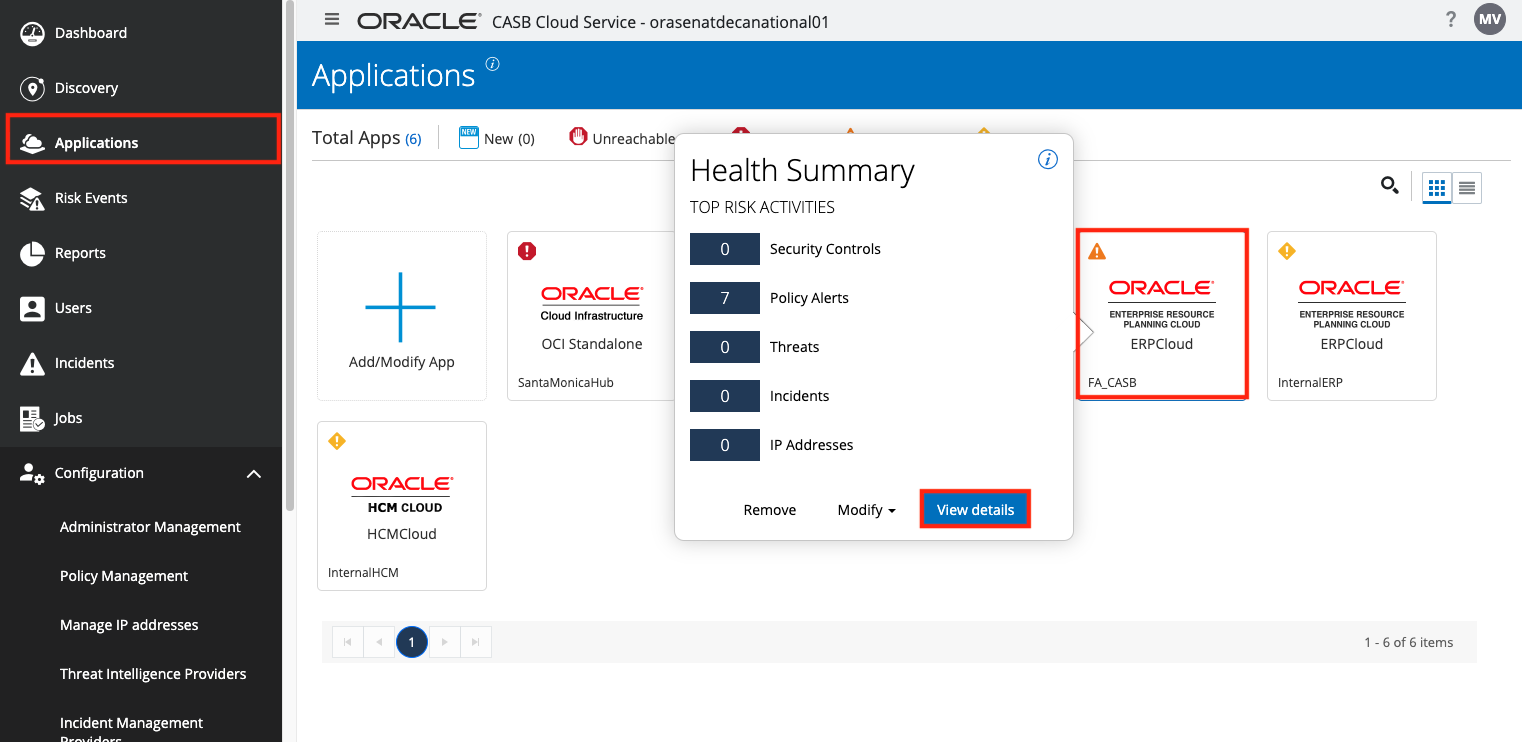 Dashboard
Discovery
Applications
Risk Events
Reports
Users
Incidents
Jobs
Configuration
Administrator Management
Policy Management
Manage IP addresses
Threat Intelligence Providers
Incident Management
Providers
ORACLE® CASB Cloud Service - orasenatdecanational01
? MV
Applications i
Total Apps (6) NEW New (0) Unreachable
Add/Modify App
ORACLE®
Cloud Infrastructure
OCI Standalone
SantaMonicaHub
Health Summary i
TOP RISK ACTIVITIES
0 Security Controls
7 Policy Alerts
0 Threats
0 Incidents
0 IP Addresses
Remove Modify View details
ORACLE®
ENTERPRISE RESOURCE
PLANNING CLOUD
ERPCloud
FA_CASB
ORACLE®
ENTERPRISE RESOURCE
PLANNING CLOUD
ERPCloud
InternalERP
ORACLE®
HCM CLOUD
HCMCloud
InternalHCM
1
1 - 6 of 6 items